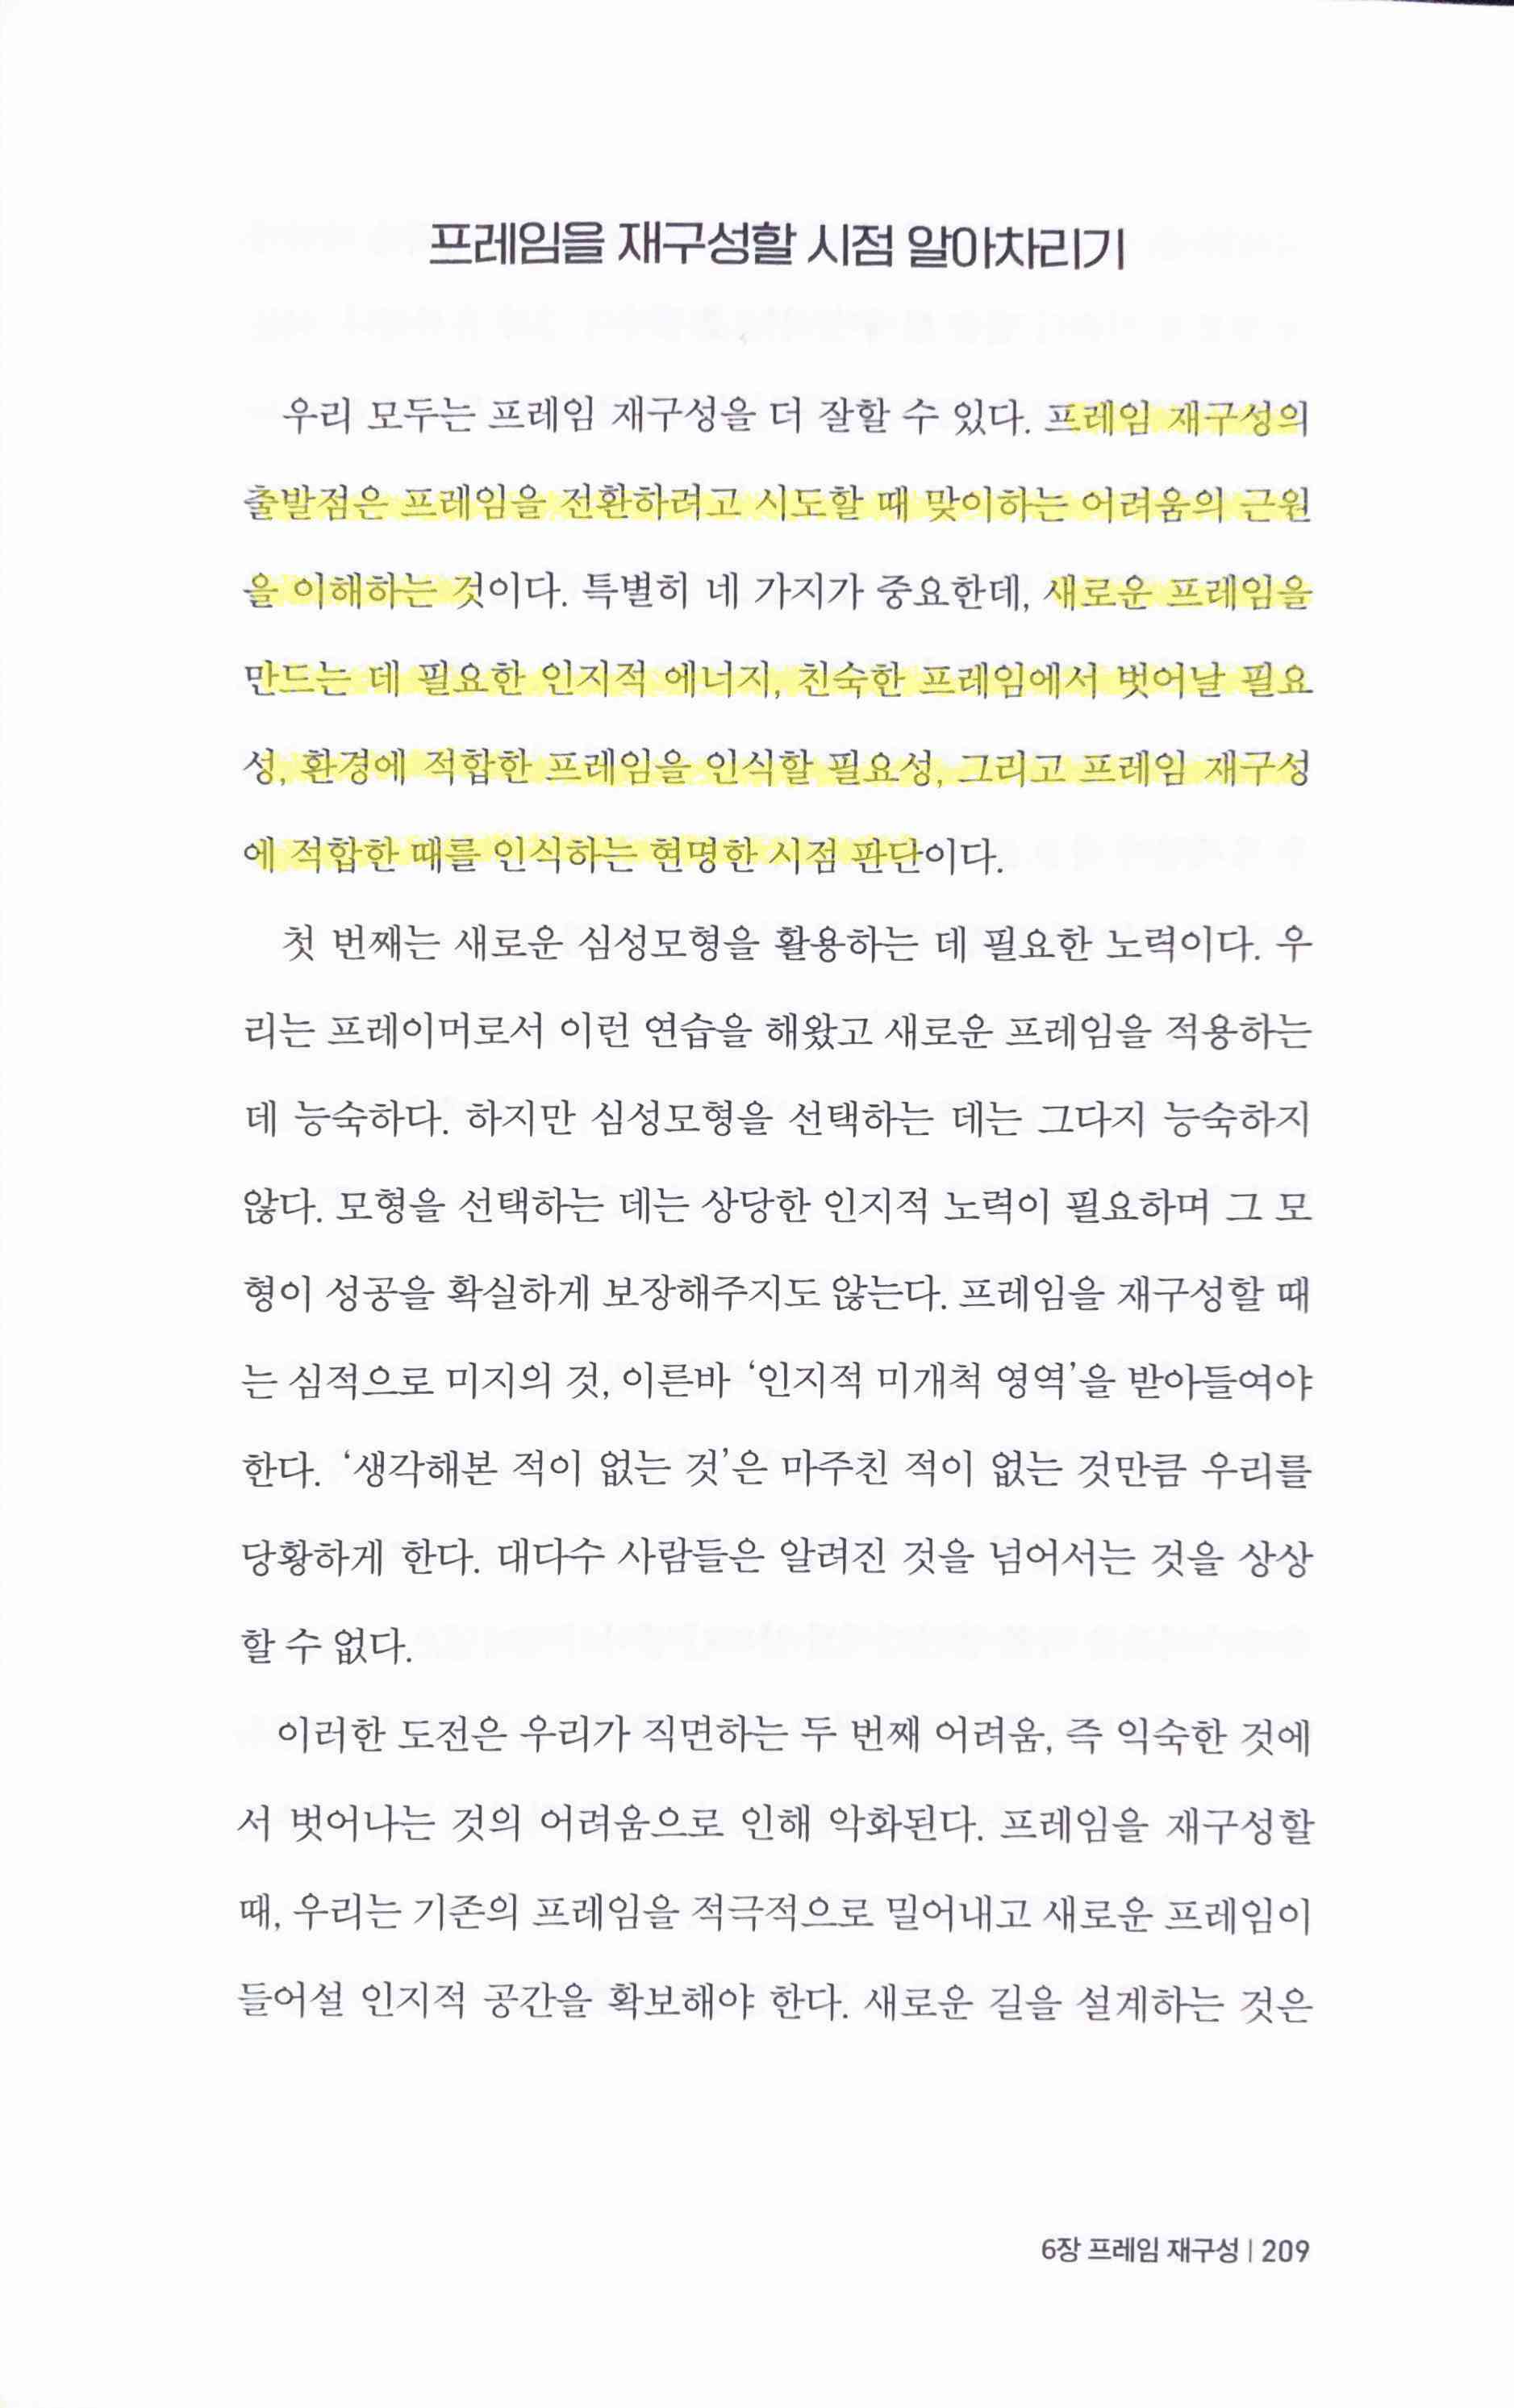 프레임을 재구성할 시점 알아차리기
우리 모두는 프레임 재구성을 더 잘할 수 있다. 프레임 재구성의
출발점은 프레임을 전환하려고 시도할 때 맞이하는 어려움의 근원
을 이해하는 것이다. 특별히 네 가지가 중요한데, 새로운 프레임을
만드는 데 필요한 인지적 에너지, 친숙한 프레임에서 벗어날 필요
성, 환경에 적합한 프레임을 인식할 필요성, 그리고 프레임 재구성
에 적합한 때를 인식하는 현명한 시점 판단이다.
첫 번째는 새로운 심성모형을 활용하는 데 필요한 노력이다. 우
리는 프레이머로서 이런 연습을 해왔고 새로운 프레임을 적용하는
데 능숙하다. 하지만 심성모형을 선택하는 데는 그다지 능숙하지
않다. 모형을 선택하는 데는 상당한 인지적 노력이 필요하며 그 모
형이 성공을 확실하게 보장해주지도 않는다. 프레임을 재구성할 때
는 심적으로 미지의 것, 이른바 ‘인지적 미개척 영역’을 받아들여야
한다. ‘생각해본 적이 없는 것’은 마주친 적이 없는 것만큼 우리를
당황하게 한다. 대다수 사람들은 알려진 것을 넘어서는 것을 상상
할 수 없다.
이러한 도전은 우리가 직면하는 두 번째 어려움, 즉 익숙한 것에
서 벗어나는 것의 어려움으로 인해 악화된다. 프레임을 재구성할
때, 우리는 기존의 프레임을 적극적으로 밀어내고 새로운 프레임이
들어설 인지적 공간을 확보해야 한다. 새로운 길을 설계하는 것은
6장 프레임 재구성 | 209